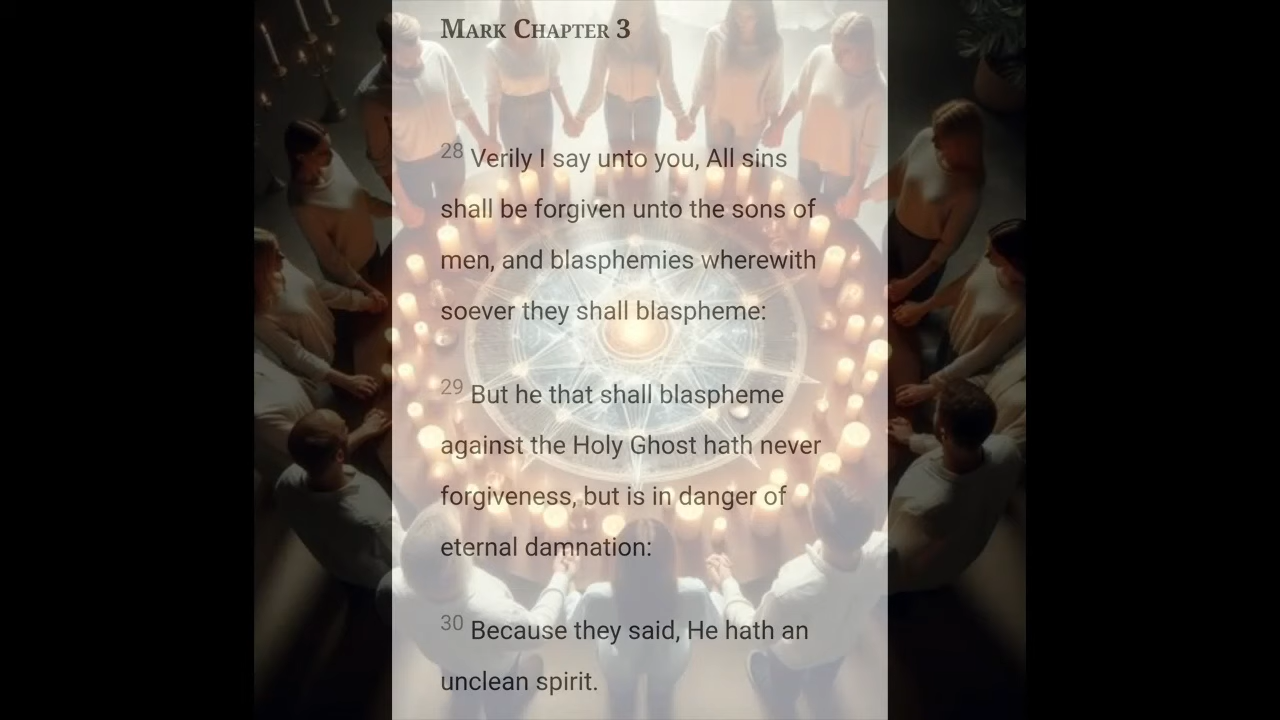 Mark Chapter 3
28 Verily I say unto you, All sins
shall be forgiven unto the sons of
men, and blasphemies wherewith
soever they shall blaspheme:
29 But he that shall blaspheme
against the Holy Ghost hath never
forgiveness, but is in danger of
eternal damnation:
30 Because they said, He hath an
unclean spirit.